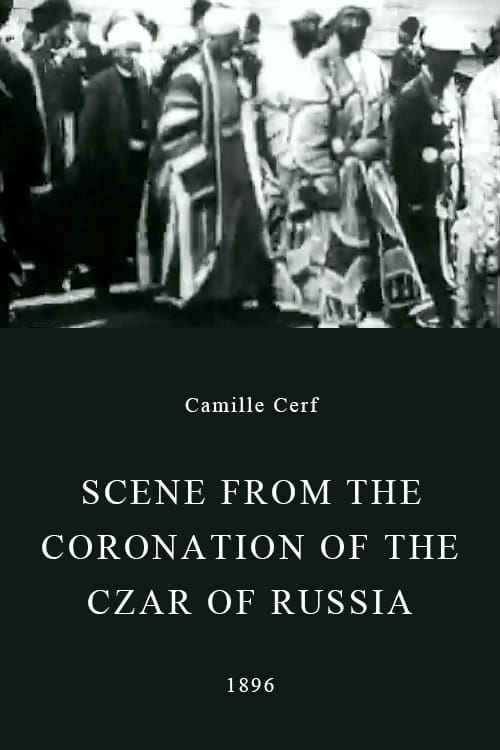 Camille Cerf
SCENE FROM THE
CORONATION OF THE
CZAR OF RUSSIA
1896